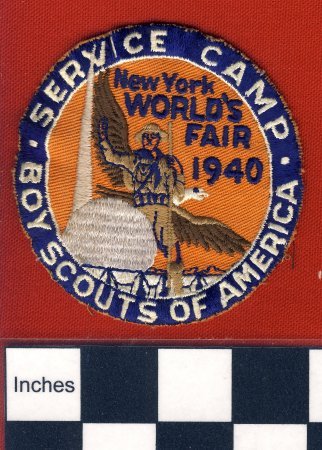 SERVICE CAMP
New York
WORLD'S
FAIR
1940
BOY SCOUTS OF AMERICA
Inches